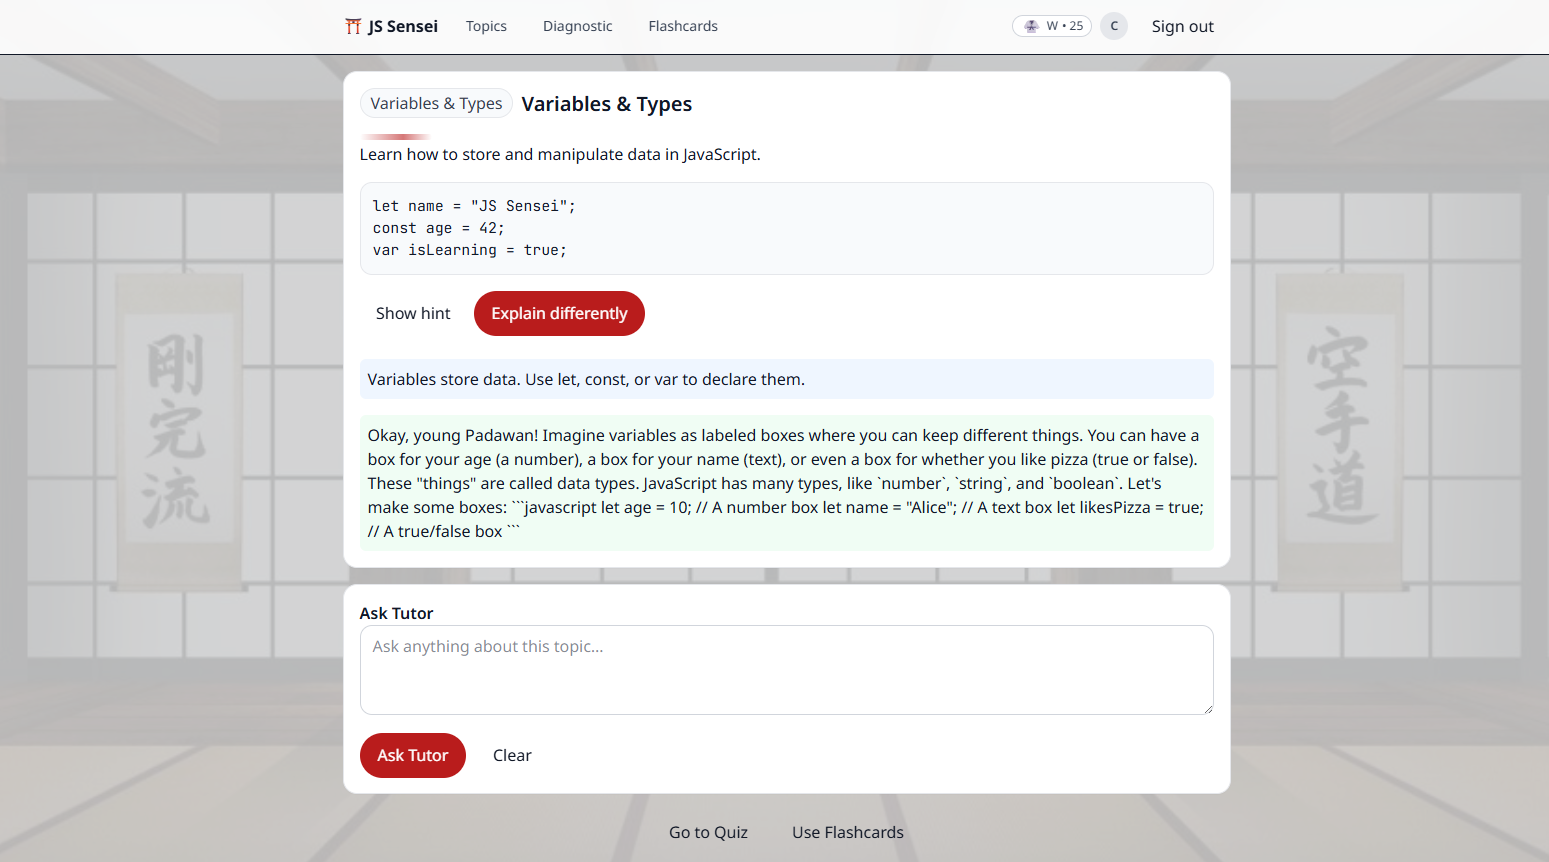 JS Sensei Topics Diagnostic Flashcards W • 25 C Sign out
Variables & Types Variables & Types
Learn how to store and manipulate data in JavaScript.
let name = "JS Sensei";
const age = 42;
var isLearning = true;
Show hint Explain differently
Variables store data. Use let, const, or var to declare them.
Okay, young Padawan! Imagine variables as labeled boxes where you can keep different things. You can have a
box for your age (a number), a box for your name (text), or even a box for whether you like pizza (true or false).
These "things" are called data types. JavaScript has many types, like `number`, `string`, and `boolean`. Let's
make some boxes: ```javascript let age = 10; // A number box let name = "Alice"; // A text box let likesPizza = true;
// A true/false box ```
剛完流
空手道
Ask Tutor
Ask anything about this topic...
Ask Tutor Clear
Go to Quiz Use Flashcards